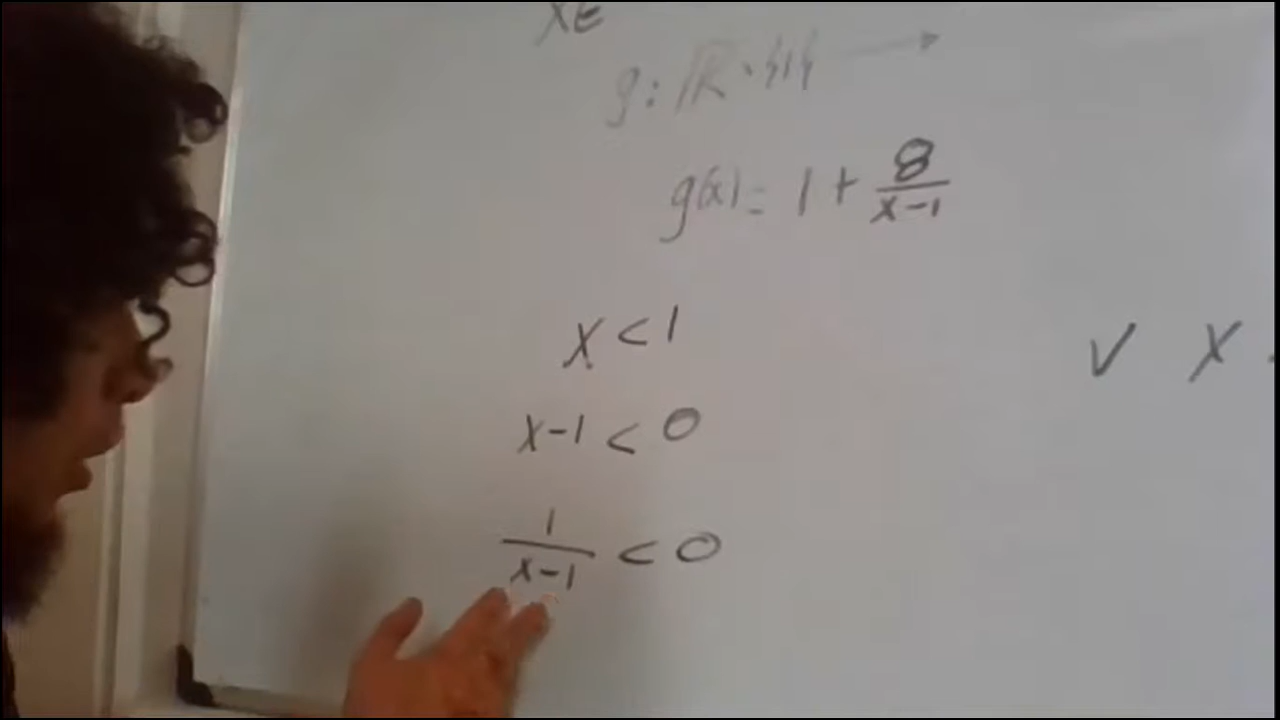 x ∈
g: ℝ \ {1} →
g(x) = 1 + 8/(x-1)
x < 1 ∨ x
x-1 < 0
1/(x-1) < 0